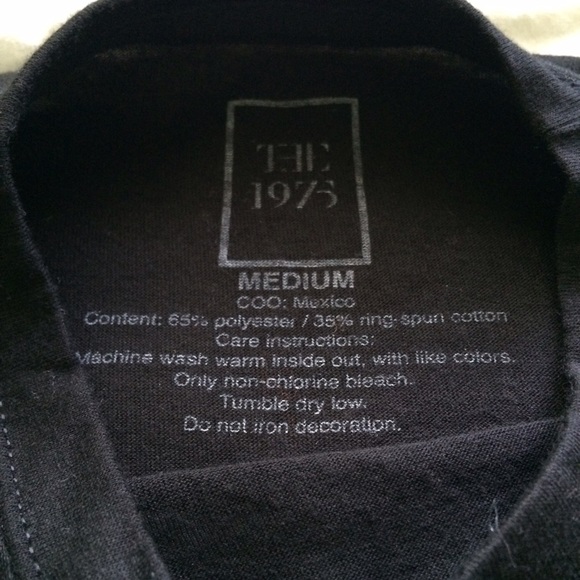 THE
1975
MEDIUM
COO: Mexico
Content: 65% polyester / 35% ring-spun cotton
Care instructions:
Machine wash warm inside out, with like colors.
Only non-chlorine bleach.
Tumble dry low.
Do not iron decoration.